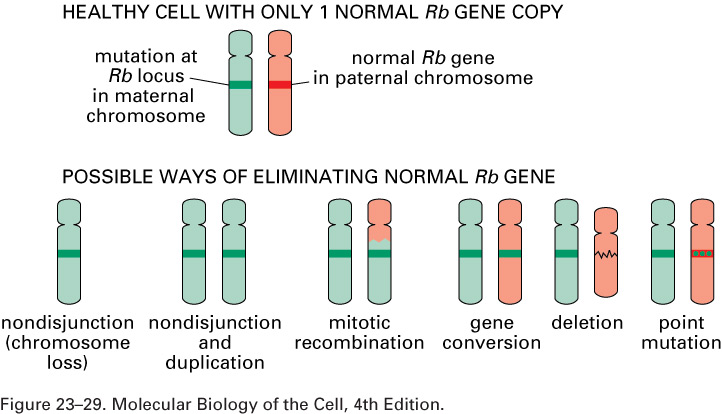 HEALTHY CELL WITH ONLY 1 NORMAL Rb GENE COPY
mutation at
Rb locus
in maternal
chromosome
normal Rb gene
in paternal chromosome
POSSIBLE WAYS OF ELIMINATING NORMAL Rb GENE
nondisjunction
(chromosome
loss)
nondisjunction
and
duplication
mitotic
recombination
gene
conversion
deletion
point
mutation
Figure 23–29. Molecular Biology of the Cell, 4th Edition.